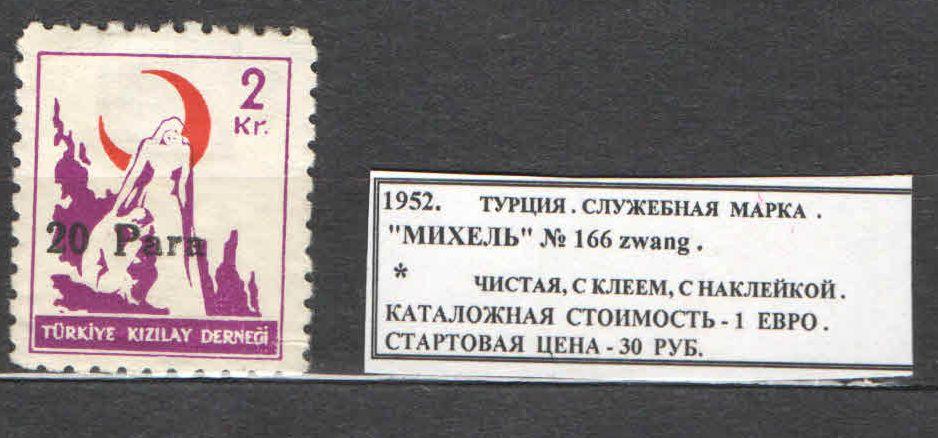 2
Kr.
20 Para
TÜRKİYE KIZILAY DERNEĞİ
1952. ТУРЦИЯ. СЛУЖЕБНАЯ МАРКА.
"МИХЕЛЬ" № 166 zwang.
* ЧИСТАЯ, С КЛЕЕМ, С НАКЛЕЙКОЙ.
КАТАЛОЖНАЯ СТОИМОСТЬ - 1 ЕВРО.
СТАРТОВАЯ ЦЕНА - 30 РУБ.